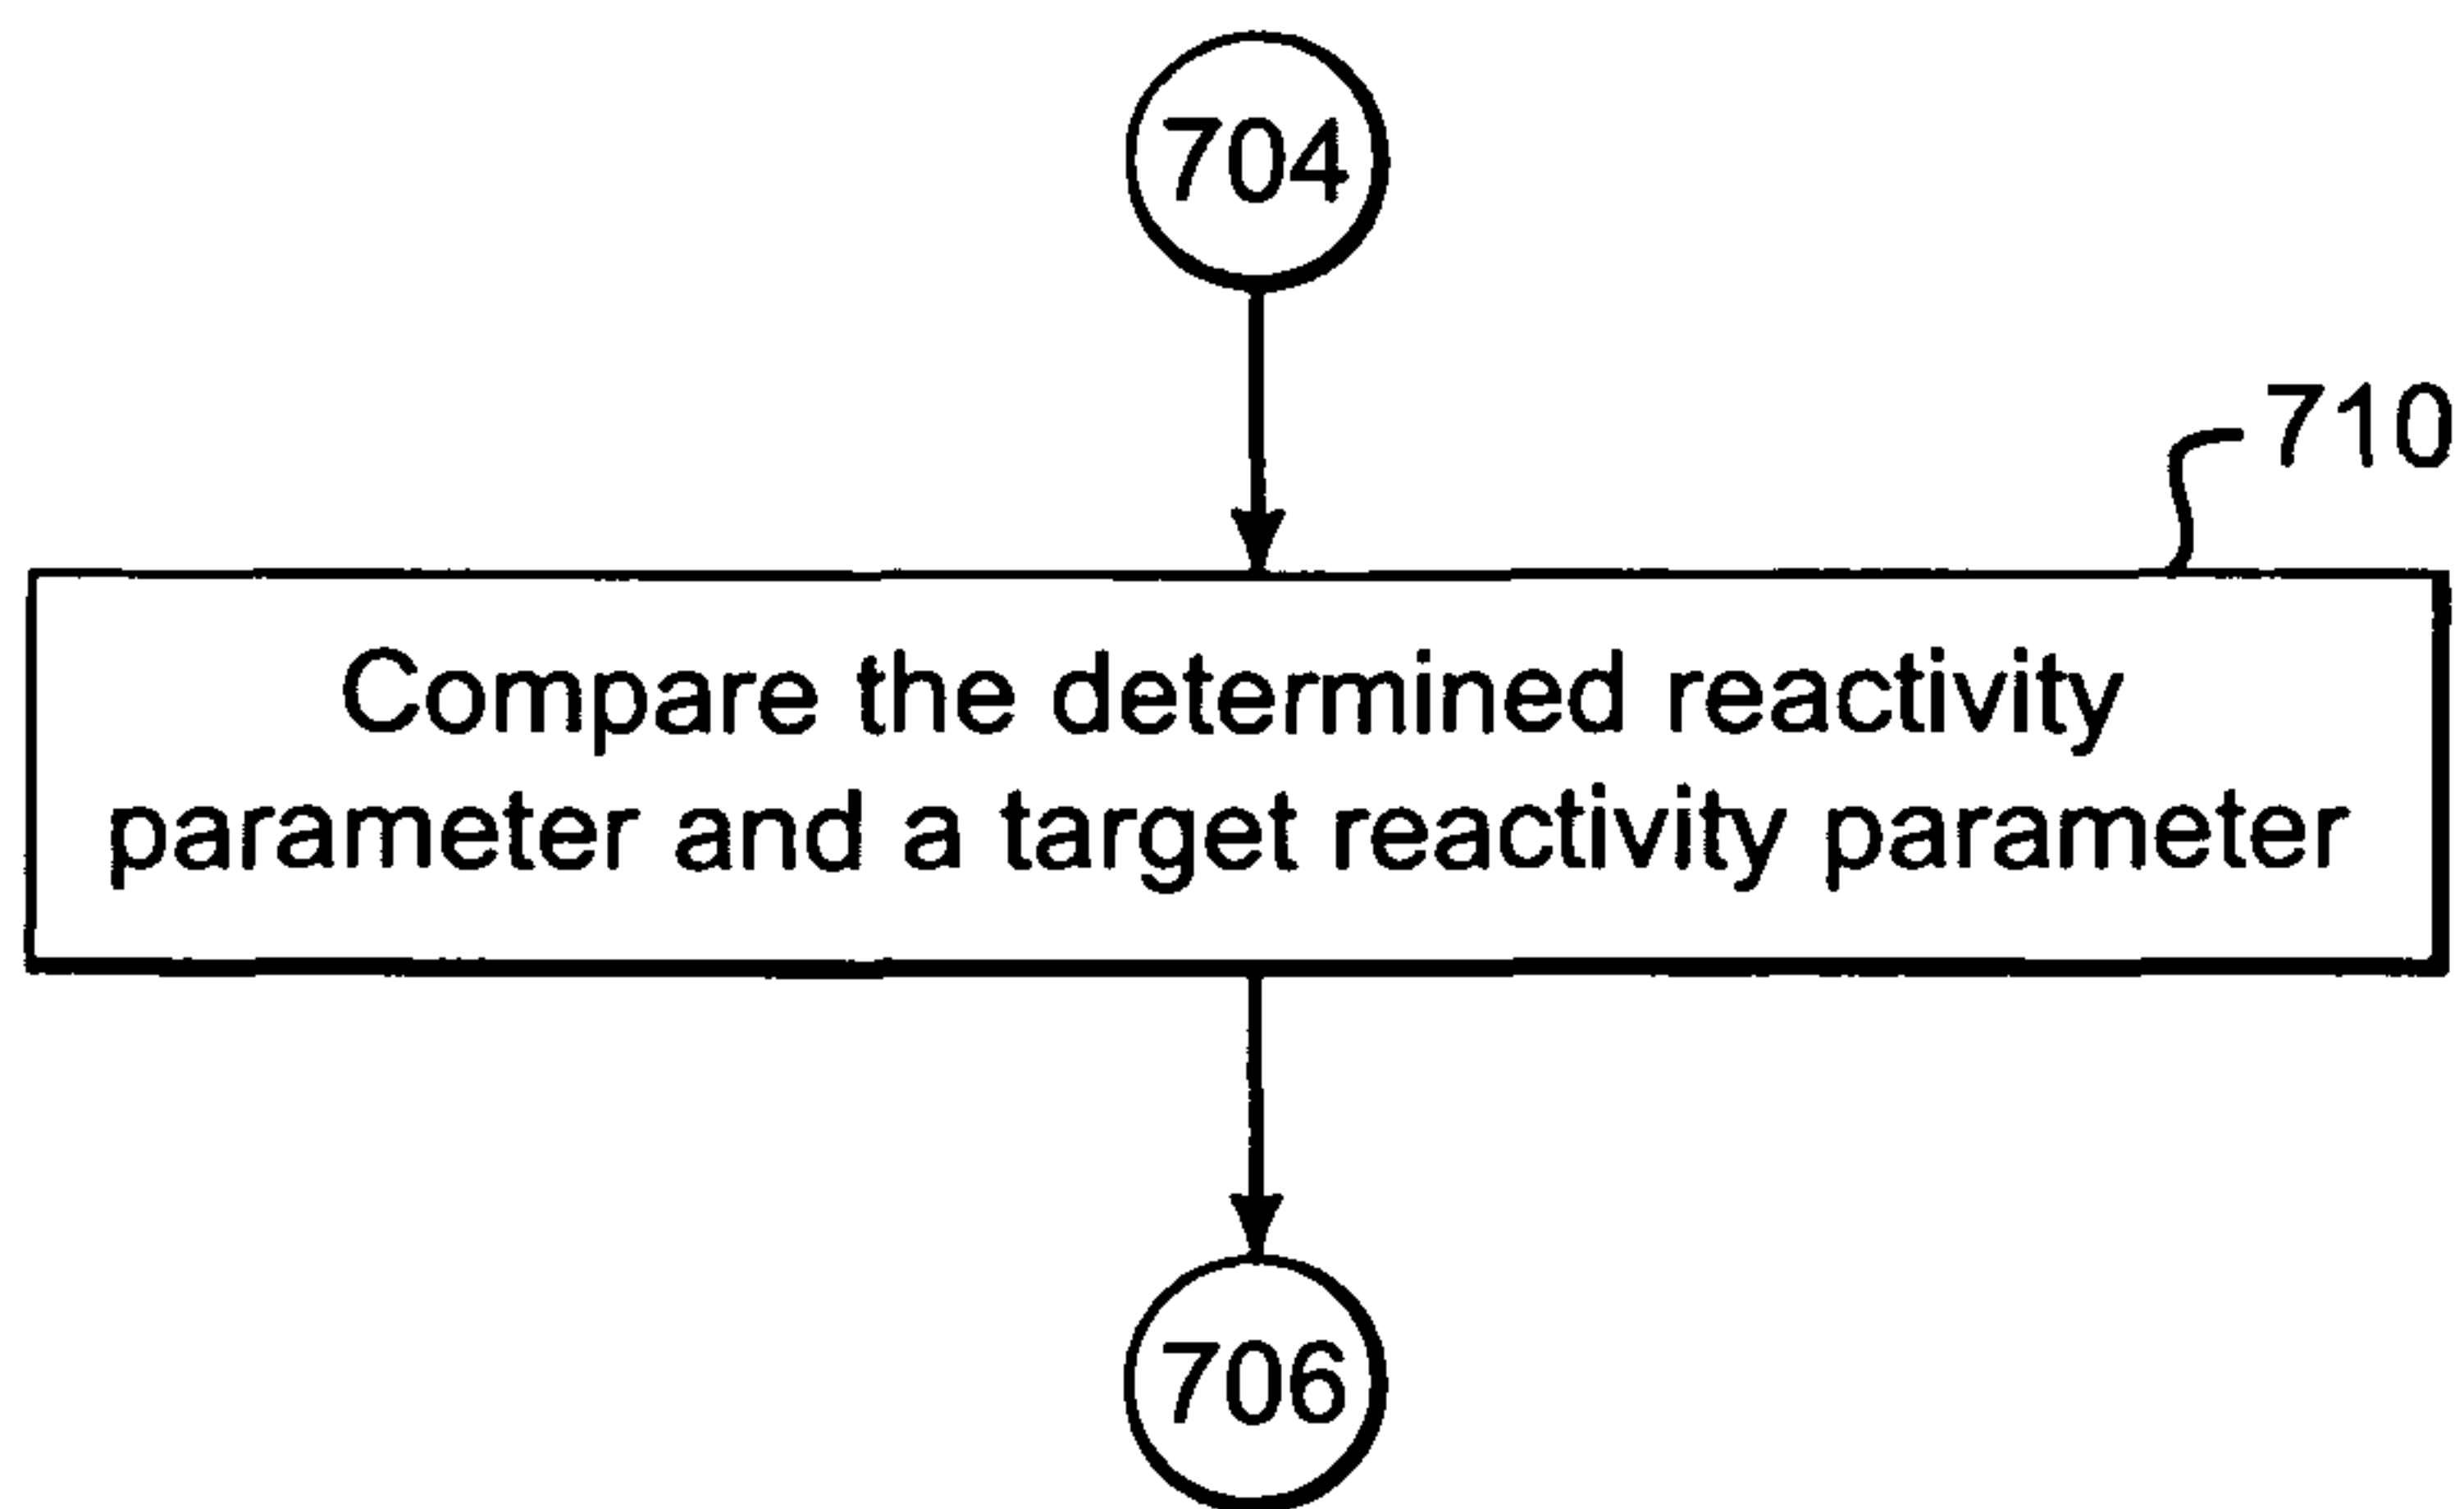 704
710
Compare the determined reactivity
parameter and a target reactivity parameter
706